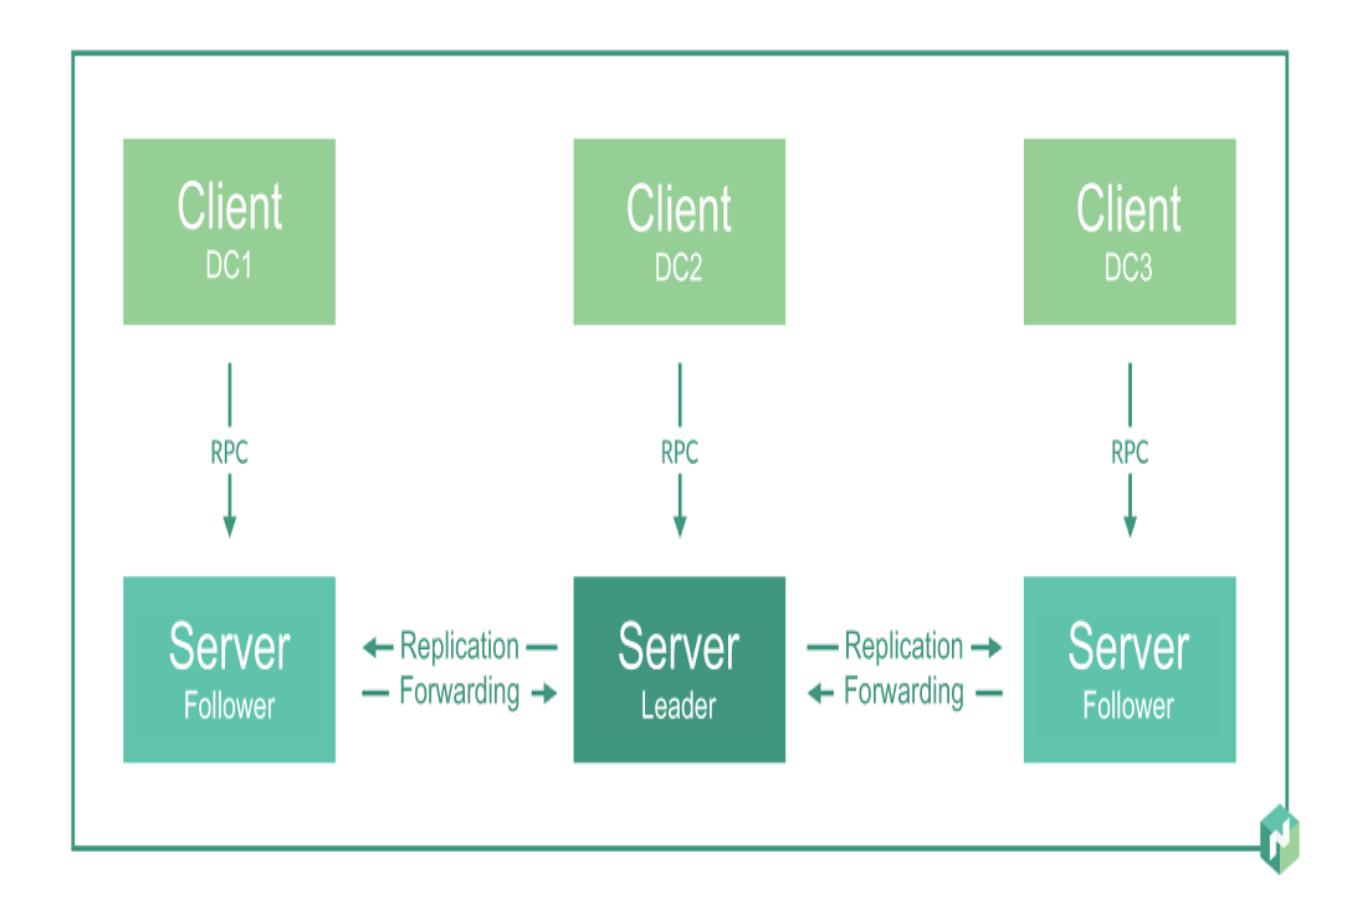 Client
DC1
Client
DC2
Client
DC3
RPC
RPC
RPC
Server
Follower
Replication
Forwarding
Server
Leader
Replication
Forwarding
Server
Follower